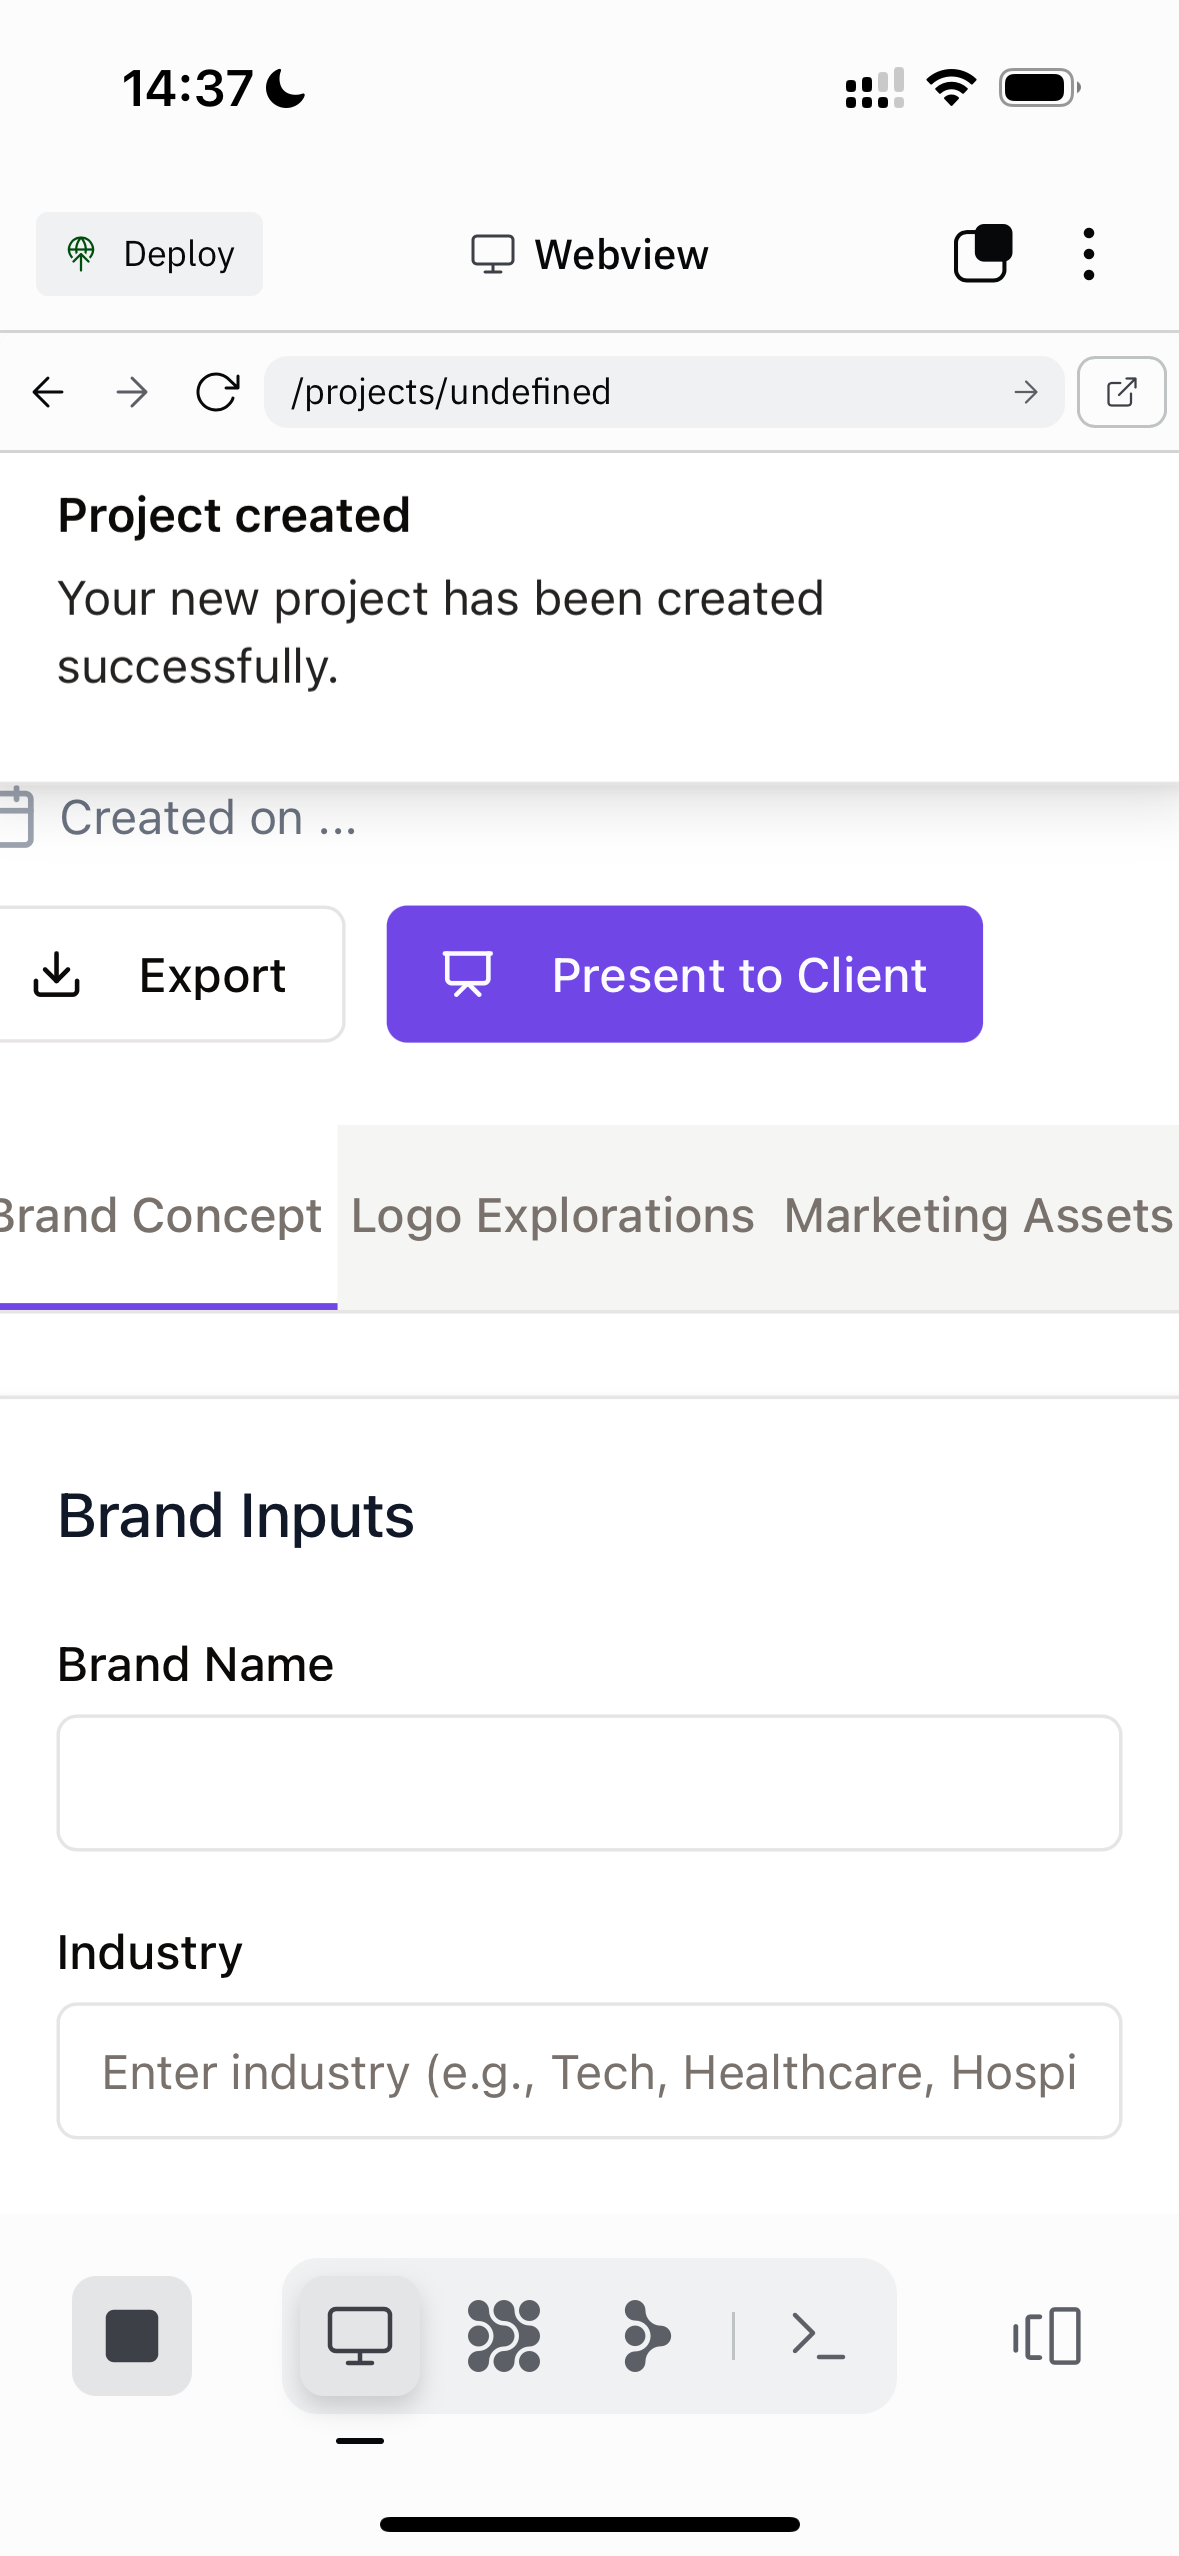 14:37
Deploy
Webview
/projects/undefined
Project created
Your new project has been created
successfully.
Created on ...
Export
Present to Client
Brand Concept
Logo Explorations
Marketing Assets
Brand Inputs
Brand Name
Industry
Enter industry (e.g., Tech, Healthcare, Hospi